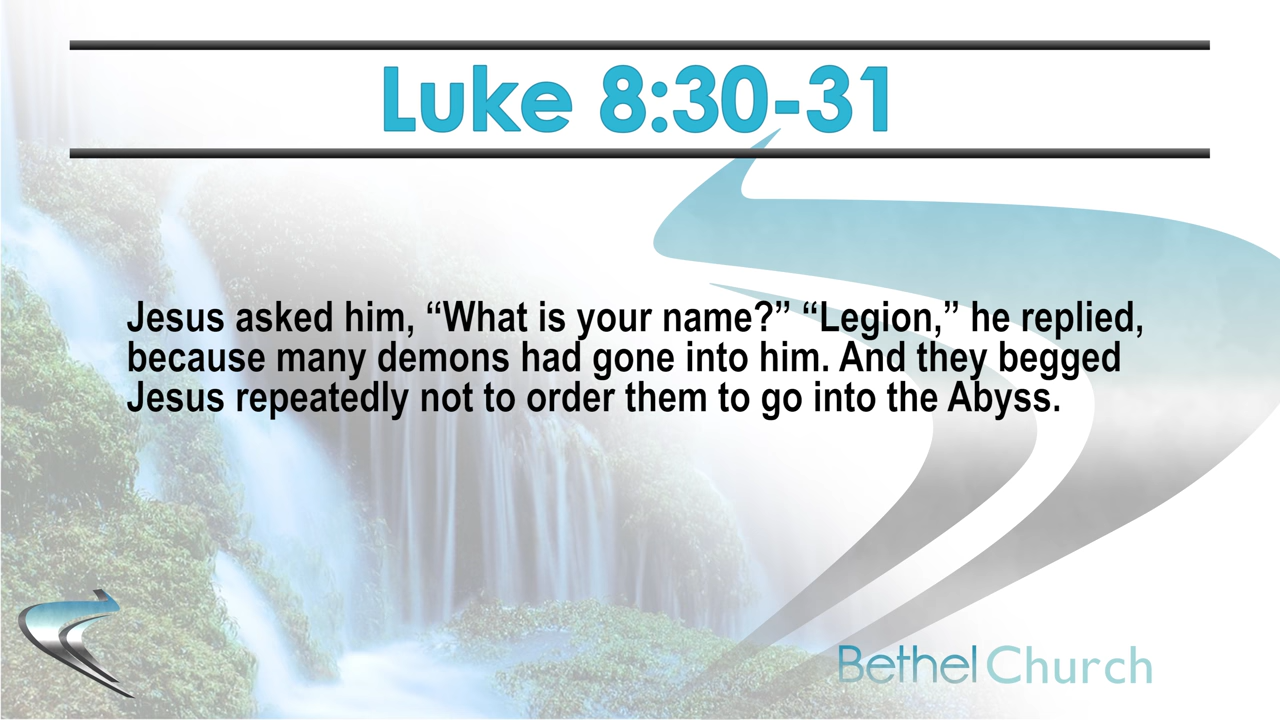 Luke 8:30-31
Jesus asked him, “What is your name?” “Legion,” he replied,
because many demons had gone into him. And they begged
Jesus repeatedly not to order them to go into the Abyss.
Bethel Church